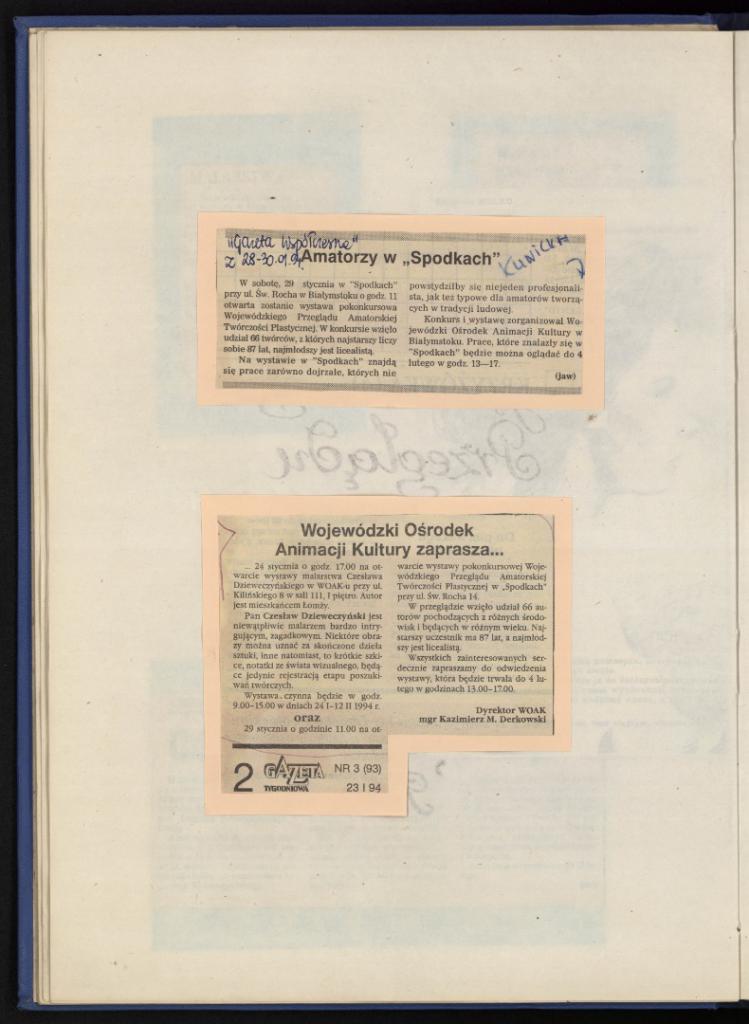 "Gazeta Współczesna"
z 28-30.01.94.
Amatorzy w „Spodkach”
W sobotę, 29 stycznia w "Spodkach"
przy ul. Św. Rocha w Białymstoku o godz. 11
otwarta zostanie wystawa pokonkursowa
Wojewódzkiego Przeglądu Amatorskiej
Twórczości Plastycznej. W konkursie wzięło
udział 66 twórców, z których najstarszy liczy
sobie 87 lat, najmłodszy jest licealistą.
Na wystawie w "Spodkach" znajdą
się prace zarówno dojrzałe, których nie
powstydziłby się niejeden profesjonali-
sta, jak też typowe dla amatorów tworzą-
cych w tradycji ludowej.
Konkurs i wystawę zorganizował Wo-
jewódzki Ośrodek Animacji Kultury w
Białymstoku. Prace, które znalazły się w
"Spodkach" będzie można oglądać do 4
lutego w godz. 13—17.
(jaw)
Wojewódzki Ośrodek
Animacji Kultury zaprasza...
... 24 stycznia o godz. 17.00 na ot-
warcie wystawy malarstwa Czesława
Dzieweczyńskiego w WOAK-u przy ul.
Kilińskiego 8 w sali 111, I piętro. Autor
jest mieszkańcem Łomży.
Pan Czesław Dzieweczyński jest
niewątpliwie malarzem bardzo intry-
gującym, zagadkowym. Niektóre obra-
zy można uznać za skończone dzieła
sztuki, inne natomiast, to krótkie szki-
ce, notatki ze świata wizualnego, będą-
ce jedynie rejestracją etapu poszuki-
wań twórczych.
Wystawa czynna będzie w godz.
9.00-15.00 w dniach 24 I-12 II 1994 r.
oraz
29 stycznia o godzinie 11.00 na ot-
warcie wystawy pokonkursowej Woje-
wódzkiego Przeglądu Amatorskiej
Twórczości Plastycznej w „Spodkach”
przy ul. Św. Rocha 14.
W przeglądzie wzięło udział 66 au-
torów pochodzących z różnych środo-
wisk i będących w różnym wieku. Naj-
starszy uczestnik ma 87 lat, a najmłod-
szy jest licealistą.
Wszystkich zainteresowanych ser-
decznie zapraszamy do odwiedzenia
wystawy, która będzie trwała do 4 lu-
tego w godzinach 13.00-17.00.
Dyrektor WOAK
mgr Kazimierz M. Derkowski
2 GAZETA NR 3 (93)
TYGODNIOWA 23 I 94
Przeglądu